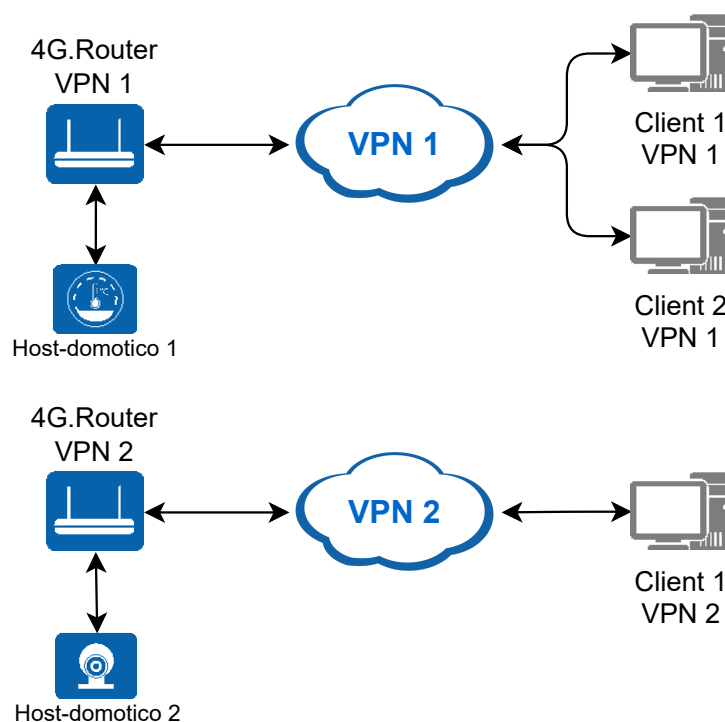 4G.Router
VPN 1
VPN 1
Client 1
VPN 1
°C
Host-domotico 1
Client 2
VPN 1
4G.Router
VPN 2
VPN 2
Client 1
VPN 2
Host-domotico 2